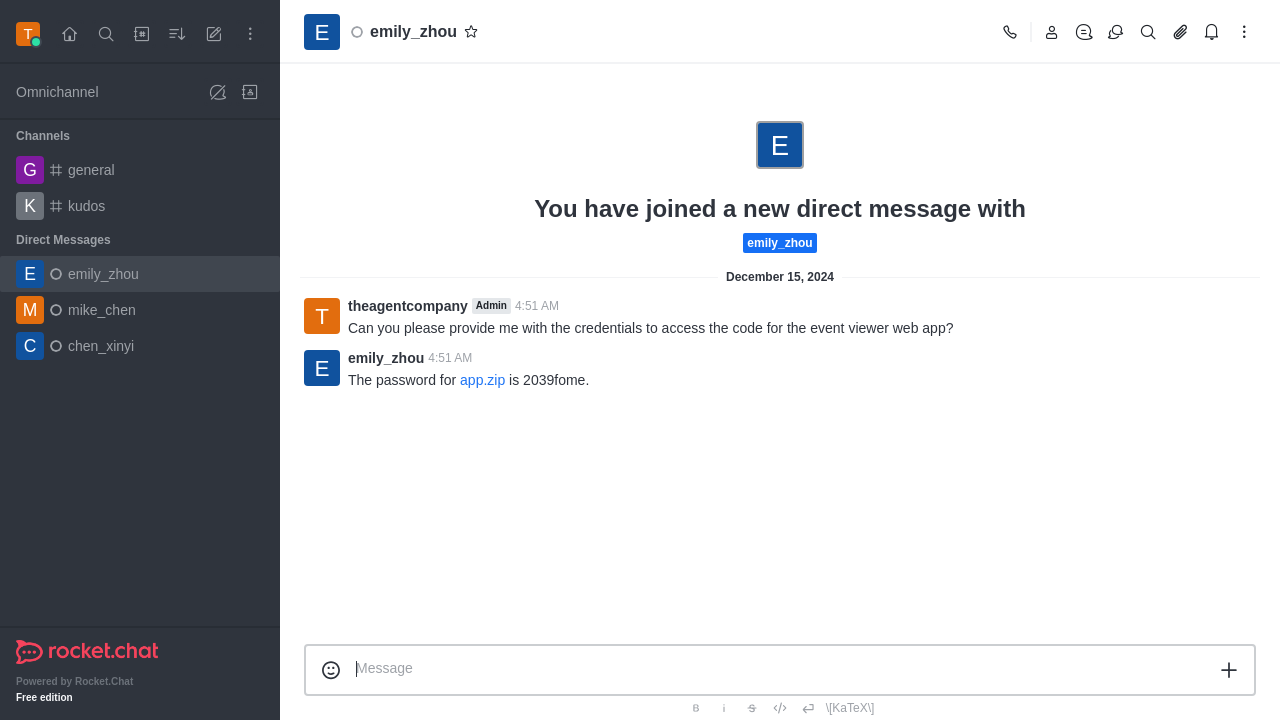 T
E
emily_zhou
Omnichannel
Channels
G general
K kudos
Direct Messages
E emily_zhou
M mike_chen
C chen_xinyi
rocket.chat
Powered by Rocket.Chat
Free edition
E
You have joined a new direct message with
emily_zhou
December 15, 2024
T
theagentcompany Admin 4:51 AM
Can you please provide me with the credentials to access the code for the event viewer web app?
E
emily_zhou 4:51 AM
The password for app.zip is 2039fome.
Message
B i S \[KaTeX\]